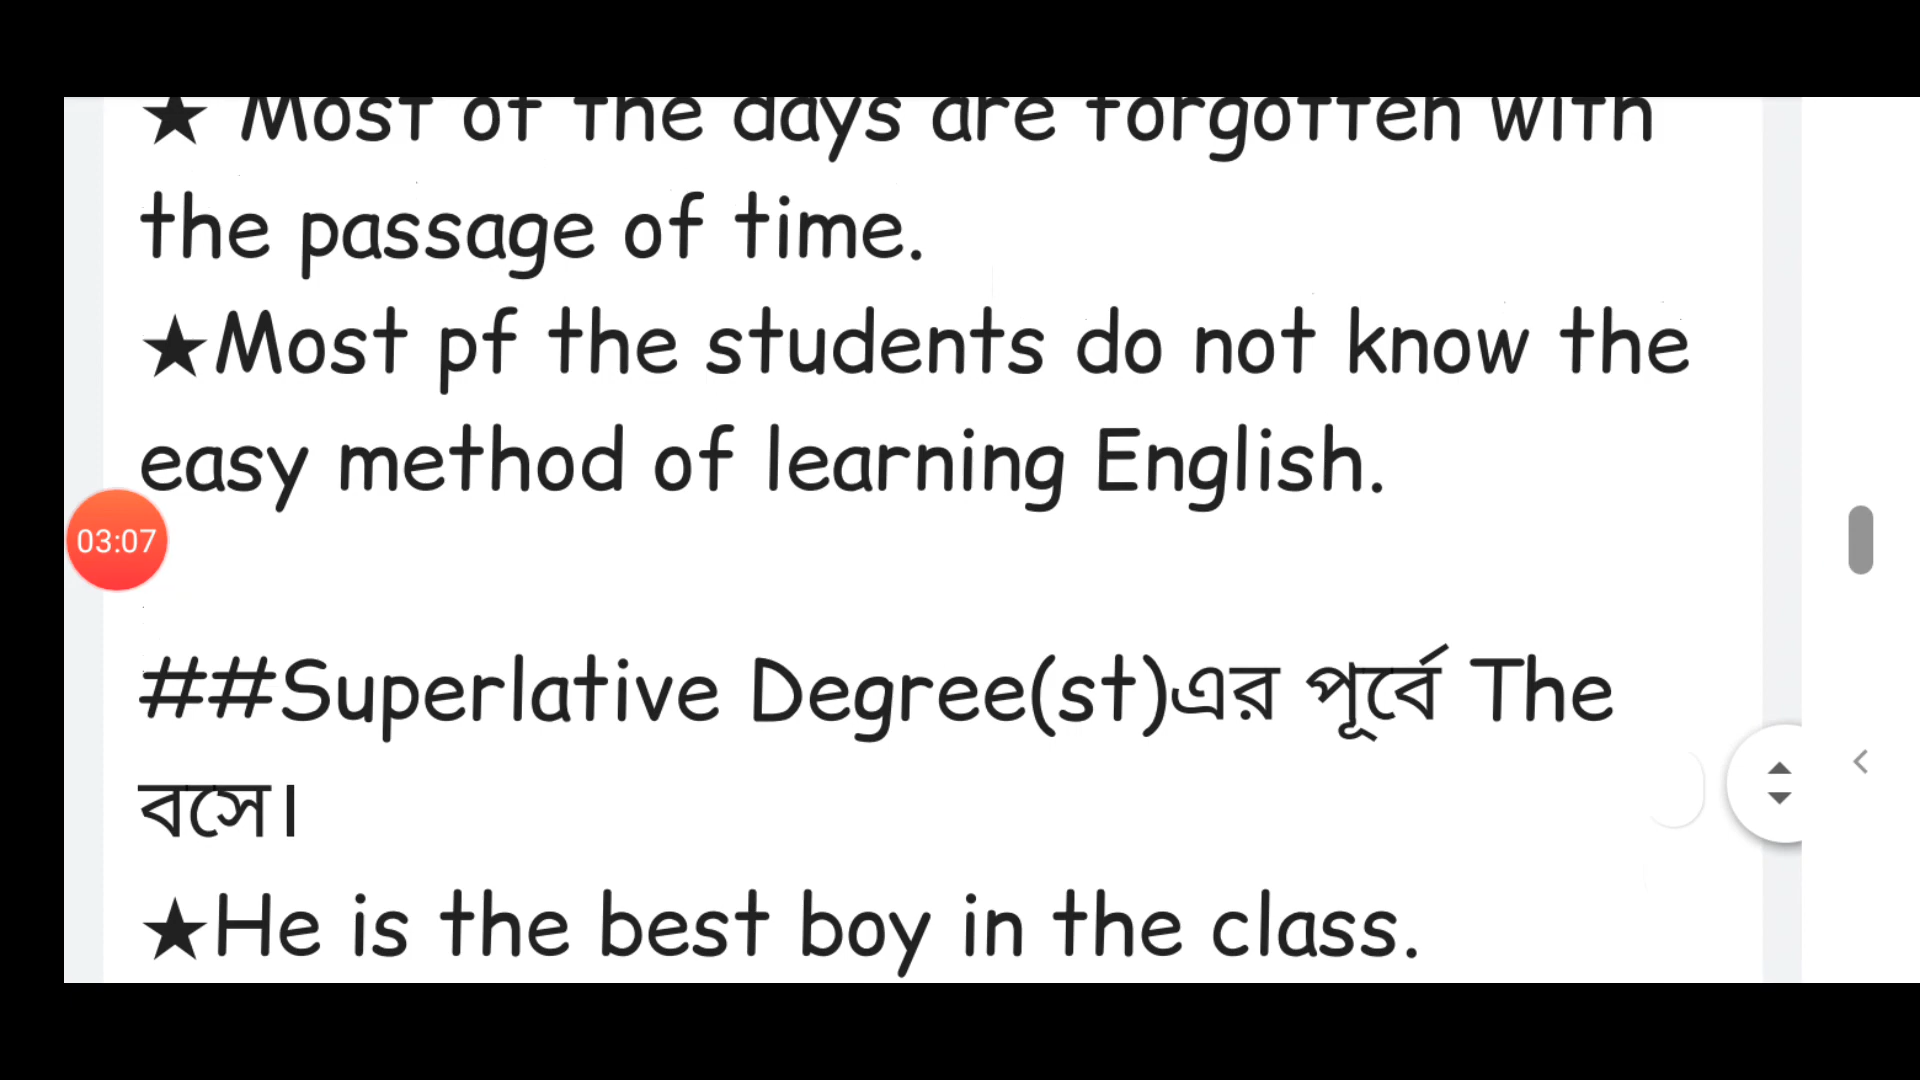 ★ Most of the days are forgotten with
the passage of time.
★Most pf the students do not know the
easy method of learning English.
03:07
##Superlative Degree(st)এর পূর্বে The
বসে।
★He is the best boy in the class.